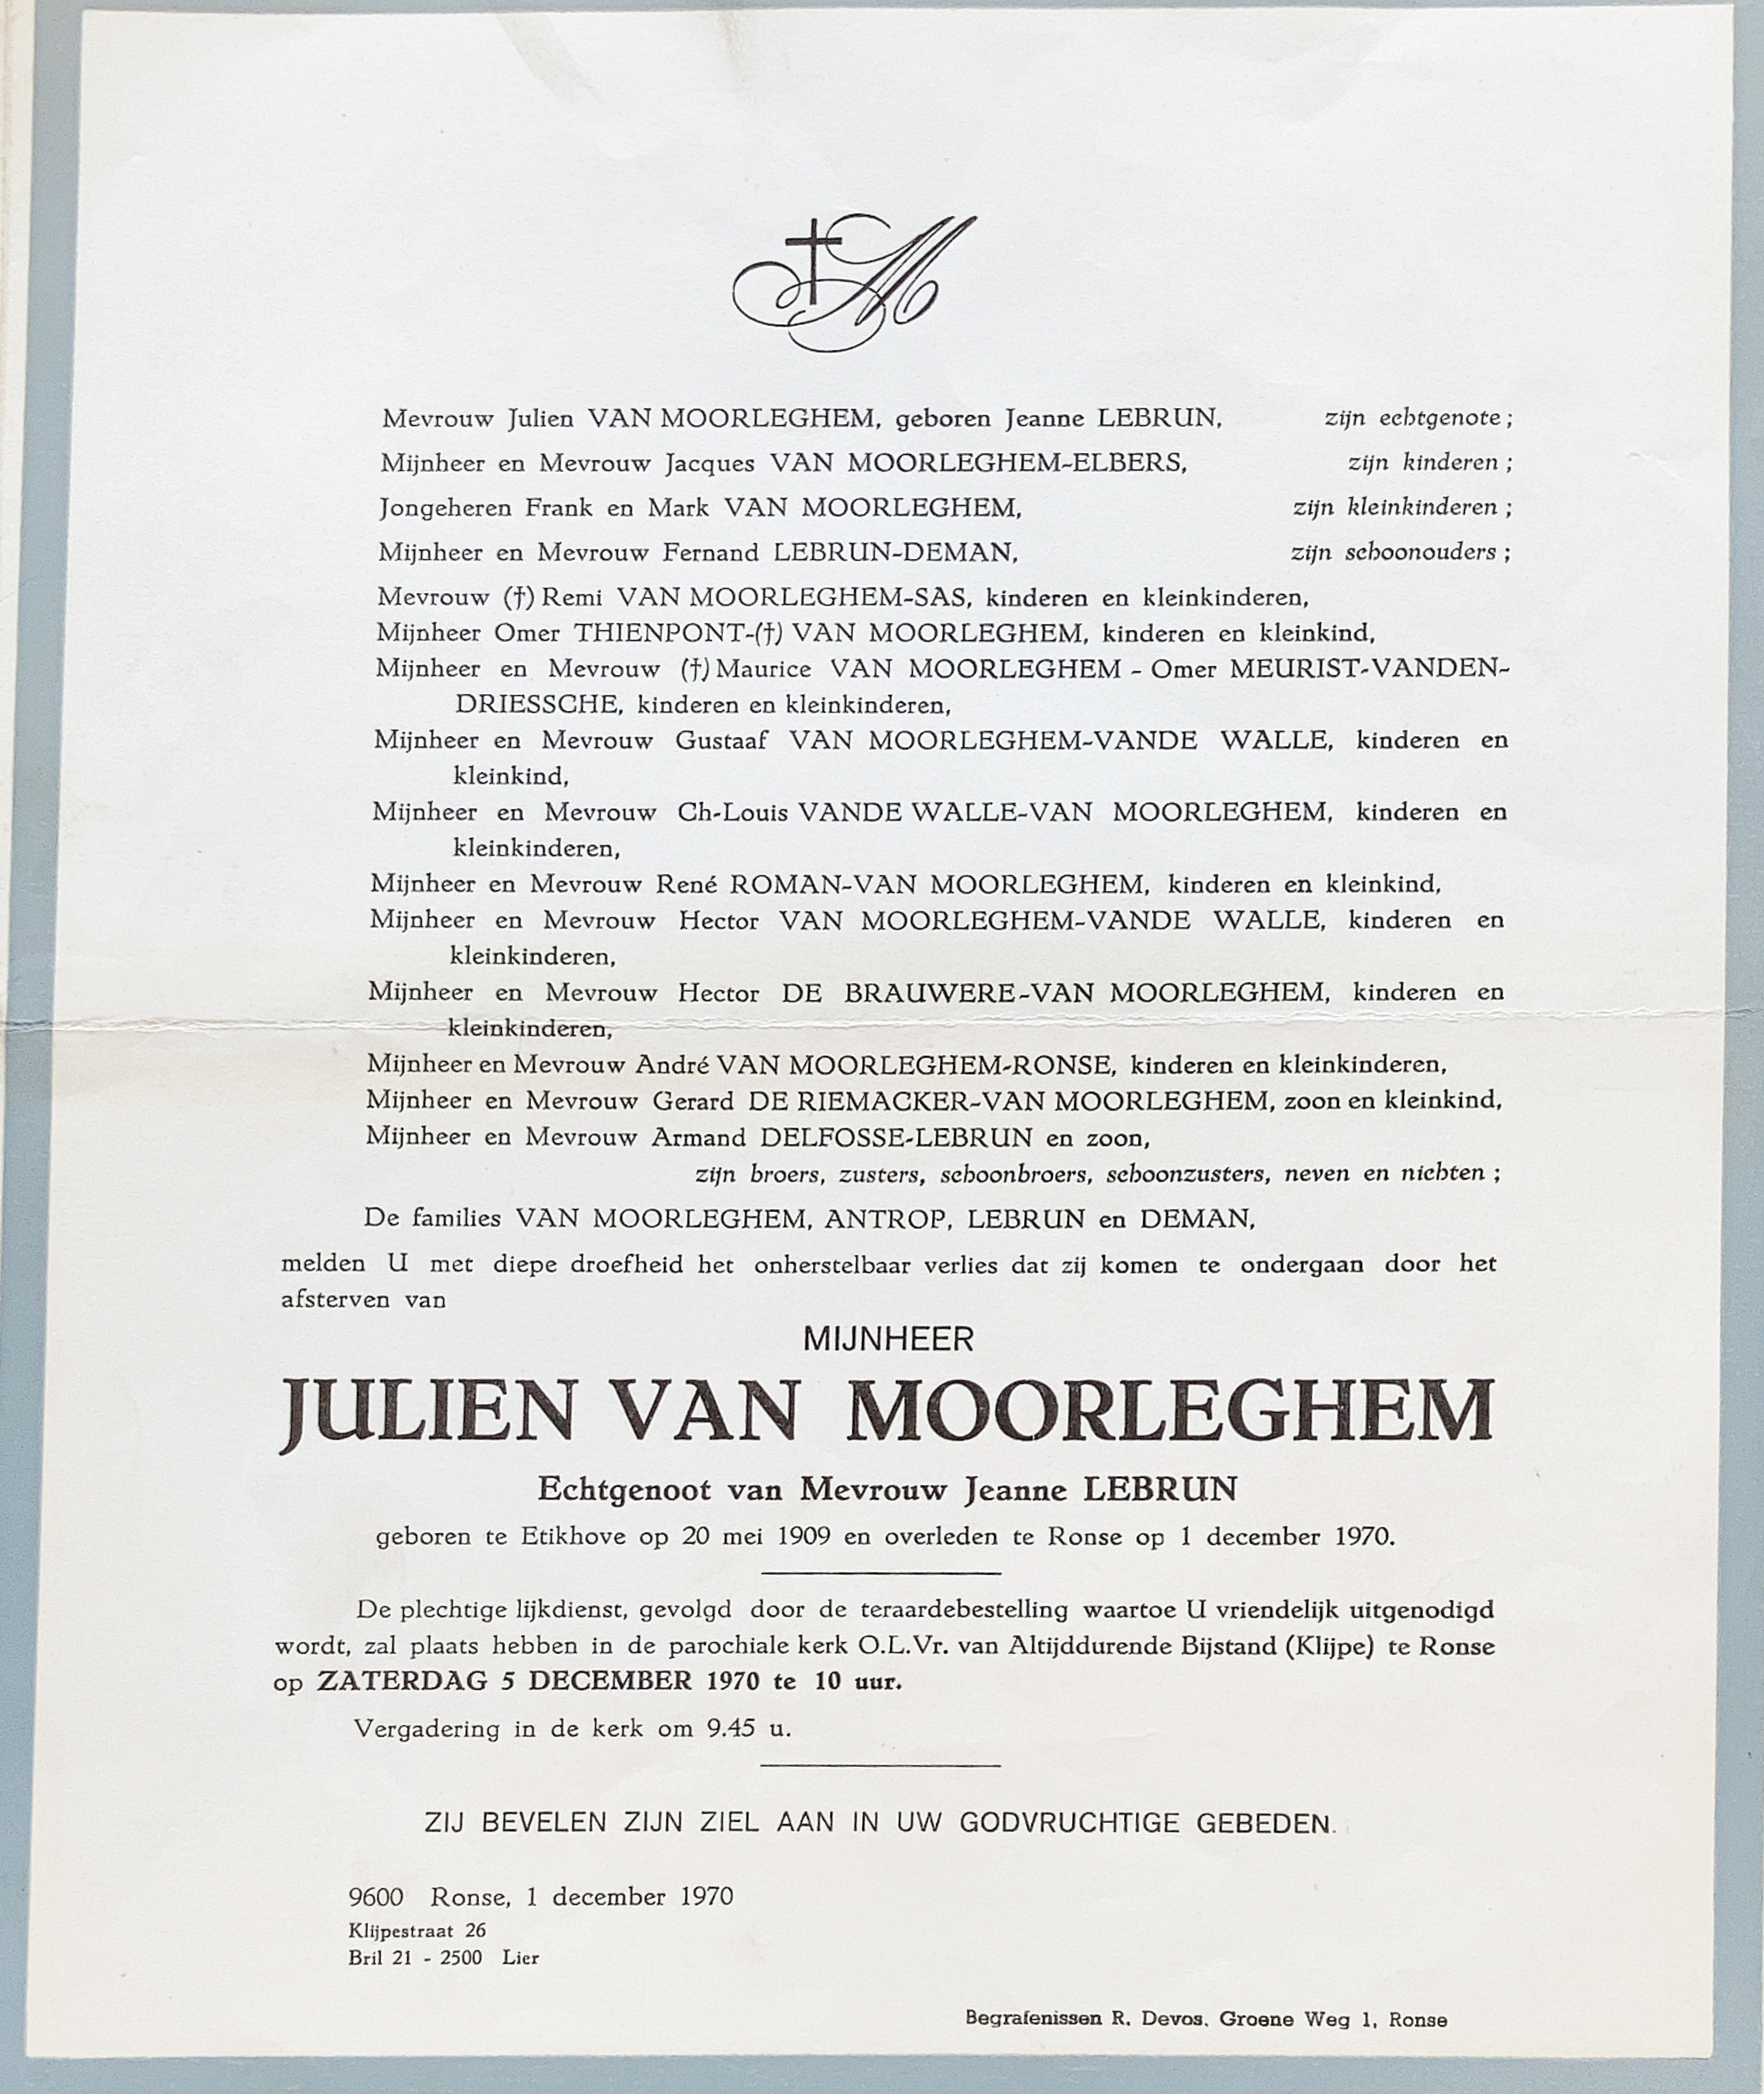 M
Mevrouw Julien VAN MOORLEGHEM, geboren Jeanne LEBRUN, zijn echtgenote ;
Mijnheer en Mevrouw Jacques VAN MOORLEGHEM-ELBERS, zijn kinderen ;
Jongeheren Frank en Mark VAN MOORLEGHEM, zijn kleinkinderen ;
Mijnheer en Mevrouw Fernand LEBRUN-DEMAN, zijn schoonouders ;
Mevrouw (†) Remi VAN MOORLEGHEM-SAS, kinderen en kleinkinderen,
Mijnheer Omer THIENPONT-(†) VAN MOORLEGHEM, kinderen en kleinkind,
Mijnheer en Mevrouw (†) Maurice VAN MOORLEGHEM - Omer MEURIST-VANDEN-
DRIESSCHE, kinderen en kleinkinderen,
Mijnheer en Mevrouw Gustaaf VAN MOORLEGHEM-VANDE WALLE, kinderen en
kleinkind,
Mijnheer en Mevrouw Ch-Louis VANDE WALLE-VAN MOORLEGHEM, kinderen en
kleinkinderen,
Mijnheer en Mevrouw René ROMAN-VAN MOORLEGHEM, kinderen en kleinkind,
Mijnheer en Mevrouw Hector VAN MOORLEGHEM-VANDE WALLE, kinderen en
kleinkinderen,
Mijnheer en Mevrouw Hector DE BRAUWERE-VAN MOORLEGHEM, kinderen en
kleinkinderen,
Mijnheer en Mevrouw André VAN MOORLEGHEM-RONSE, kinderen en kleinkinderen,
Mijnheer en Mevrouw Gerard DE RIEMACKER-VAN MOORLEGHEM, zoon en kleinkind,
Mijnheer en Mevrouw Armand DELFOSSE-LEBRUN en zoon,
zijn broers, zusters, schoonbroers, schoonzusters, neven en nichten ;
De families VAN MOORLEGHEM, ANTROP, LEBRUN en DEMAN,
melden U met diepe droefheid het onherstelbaar verlies dat zij komen te ondergaan door het
afsterven van
MIJNHEER
JULIEN VAN MOORLEGHEM
Echtgenoot van Mevrouw Jeanne LEBRUN
geboren te Etikhove op 20 mei 1909 en overleden te Ronse op 1 december 1970.
De plechtige lijkdienst, gevolgd door de teraardebestelling waartoe U vriendelijk uitgenodigd
wordt, zal plaats hebben in de parochiale kerk O.L.Vr. van Altijddurende Bijstand (Klijpe) te Ronse
op ZATERDAG 5 DECEMBER 1970 te 10 uur.
Vergadering in de kerk om 9.45 u.
ZIJ BEVELEN ZIJN ZIEL AAN IN UW GODVRUCHTIGE GEBEDEN.
9600 Ronse, 1 december 1970
Klijpestraat 26
Bril 21 - 2500 Lier
Begrafenissen R. Devos, Groene Weg 1, Ronse